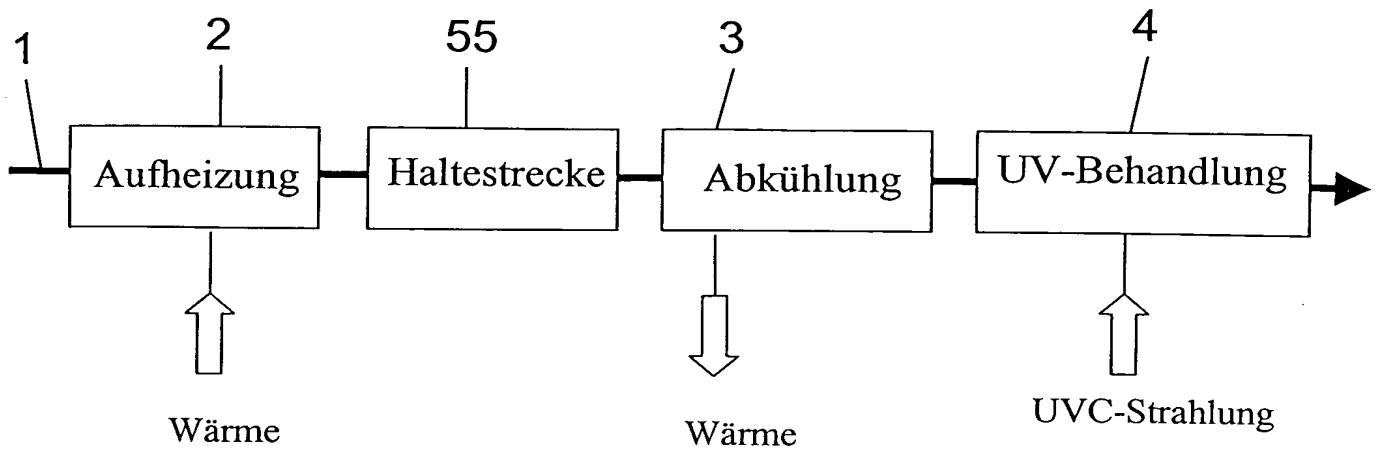 1 2 55 3 4
Aufheizung Haltestrecke Abkühlung UV-Behandlung
Wärme Wärme UVC-Strahlung